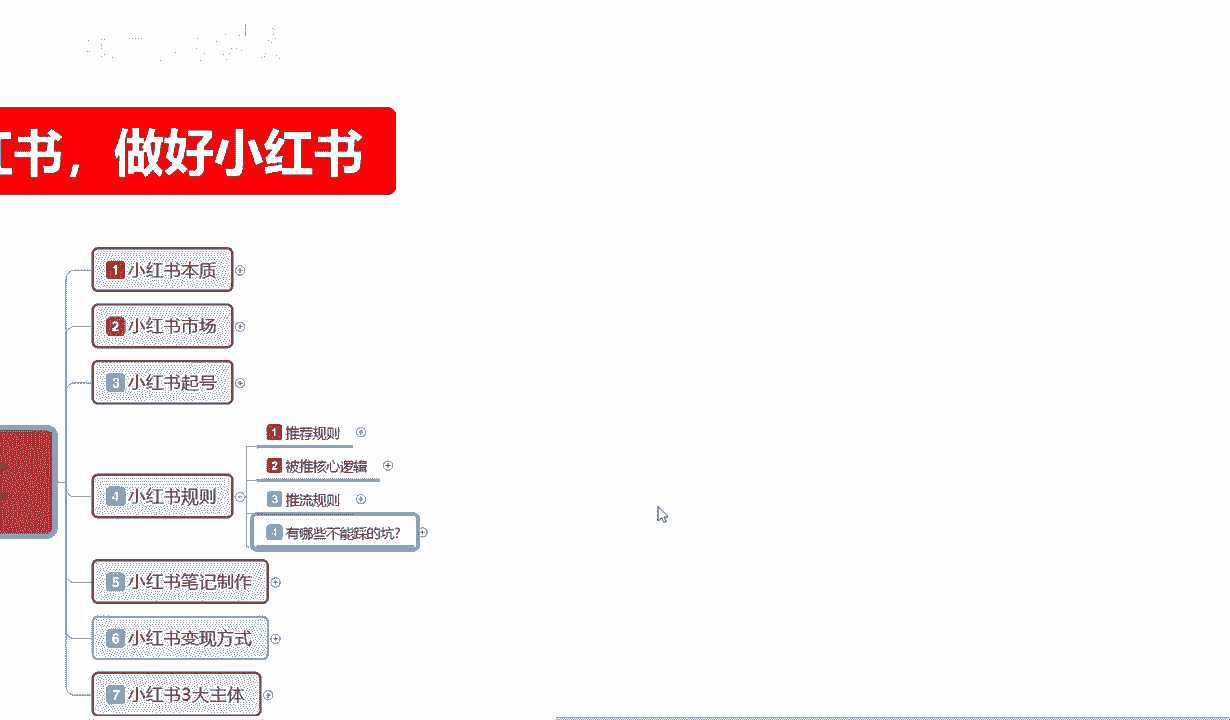 书，做好小红书
1 小红书本质
2 小红书市场
3 小红书起号
4 小红书规则
1 推荐规则
2 被推核心逻辑
3 推流规则
4 有哪些不能踩的坑？
5 小红书笔记制作
6 小红书变现方式
7 小红书3大主体